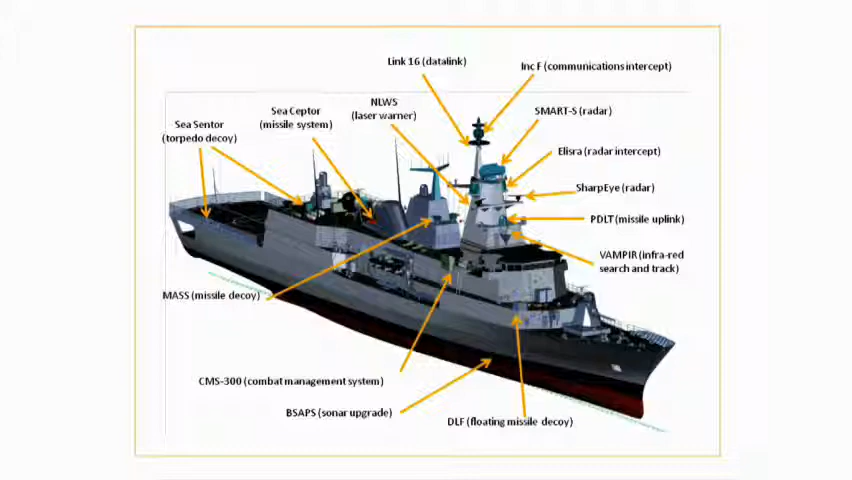 Link 16 (datalink)
Inc F (communications intercept)
NLWS
(laser warner)
Sea Ceptor
(missile system)
SMART-S (radar)
Sea Sentor
(torpedo decoy)
Elisra (radar intercept)
SharpEye (radar)
PDLT (missile uplink)
VAMPIR (infra-red
search and track)
MASS (missile decoy)
CMS-300 (combat management system)
BSAPS (sonar upgrade)
DLF (floating missile decoy)